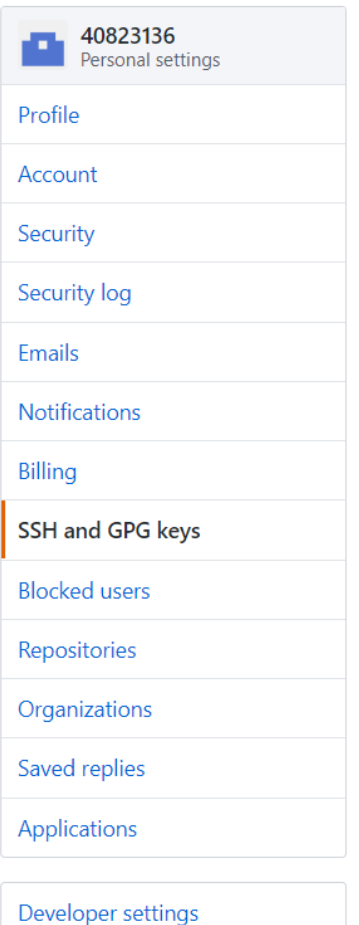 40823136
Personal settings
Profile
Account
Security
Security log
Emails
Notifications
Billing
SSH and GPG keys
Blocked users
Repositories
Organizations
Saved replies
Applications
Developer settings